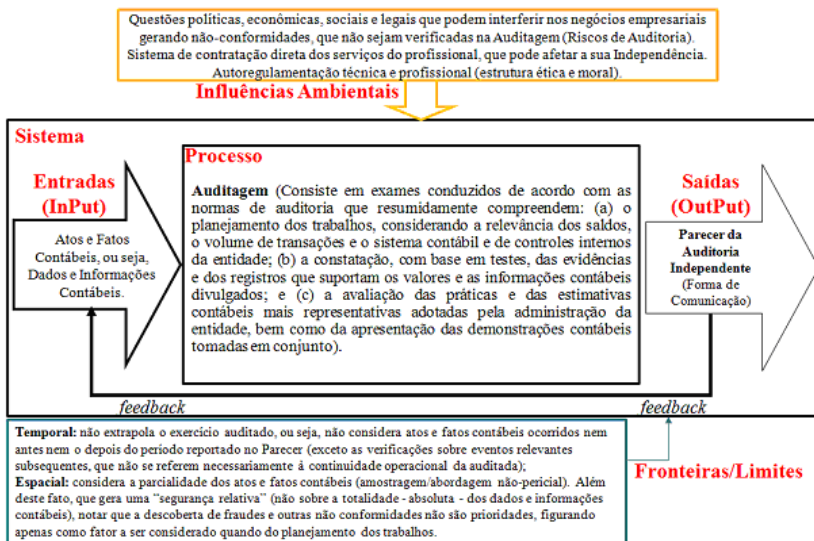 Questões políticas, econômicas, sociais e legais que podem interferir nos negócios empresariais
gerando não-conformidades, que não sejam verificadas na Auditagem (Riscos de Auditoria).
Sistema de contratação direta dos serviços do profissional, que pode afetar a sua Independência.
Autoregulamentação técnica e profissional (estrutura ética e moral).
Influências Ambientais
Sistema
Entradas
(InPut)
Atos e Fatos
Contábeis, ou seja,
Dados e Informações
Contábeis.
Processo
Auditagem (Consiste em exames conduzidos de acordo com as
normas de auditoria que resumidamente compreendem: (a) o
planejamento dos trabalhos, considerando a relevância dos saldos,
o volume de transações e o sistema contábil e de controles internos
da entidade; (b) a constatação, com base em testes, das evidências
e dos registros que suportam os valores e as informações contábeis
divulgados; e (c) a avaliação das práticas e das estimativas
contábeis mais representativas adotadas pela administração da
entidade, bem como da apresentação das demonstrações contábeis
tomadas em conjunto).
Saídas
(OutPut)
Parecer da
Auditoria
Independente
(Forma de
Comunicação)
feedback
feedback
Temporal: não extrapola o exercício auditado, ou seja, não considera atos e fatos contábeis ocorridos nem
antes nem o depois do período reportado no Parecer (exceto as verificações sobre eventos relevantes
subsequentes, que não se referem necessariamente à continuidade operacional da auditada);
Espacial: considera a parcialidade dos atos e fatos contábeis (amostragem/abordagem não-pericial). Além
deste fato, que gera uma “segurança relativa” (não sobre a totalidade - absoluta - dos dados e informações
contábeis), notar que a descoberta de fraudes e outras não conformidades não são prioridades, figurando
apenas como fator a ser considerado quando do planejamento dos trabalhos.
Fronteiras/Limites